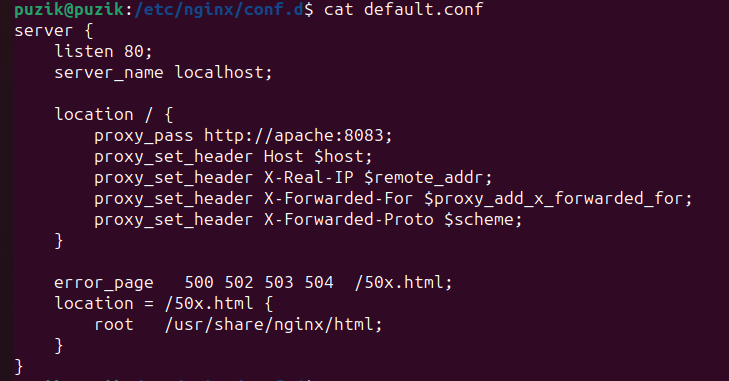 puzik@puzik:/etc/nginx/conf.d$ cat default.conf
server {
    listen 80;
    server_name localhost;

    location / {
        proxy_pass http://apache:8083;
        proxy_set_header Host $host;
        proxy_set_header X-Real-IP $remote_addr;
        proxy_set_header X-Forwarded-For $proxy_add_x_forwarded_for;
        proxy_set_header X-Forwarded-Proto $scheme;
    }

    error_page   500 502 503 504  /50x.html;
    location = /50x.html {
        root   /usr/share/nginx/html;
    }
}